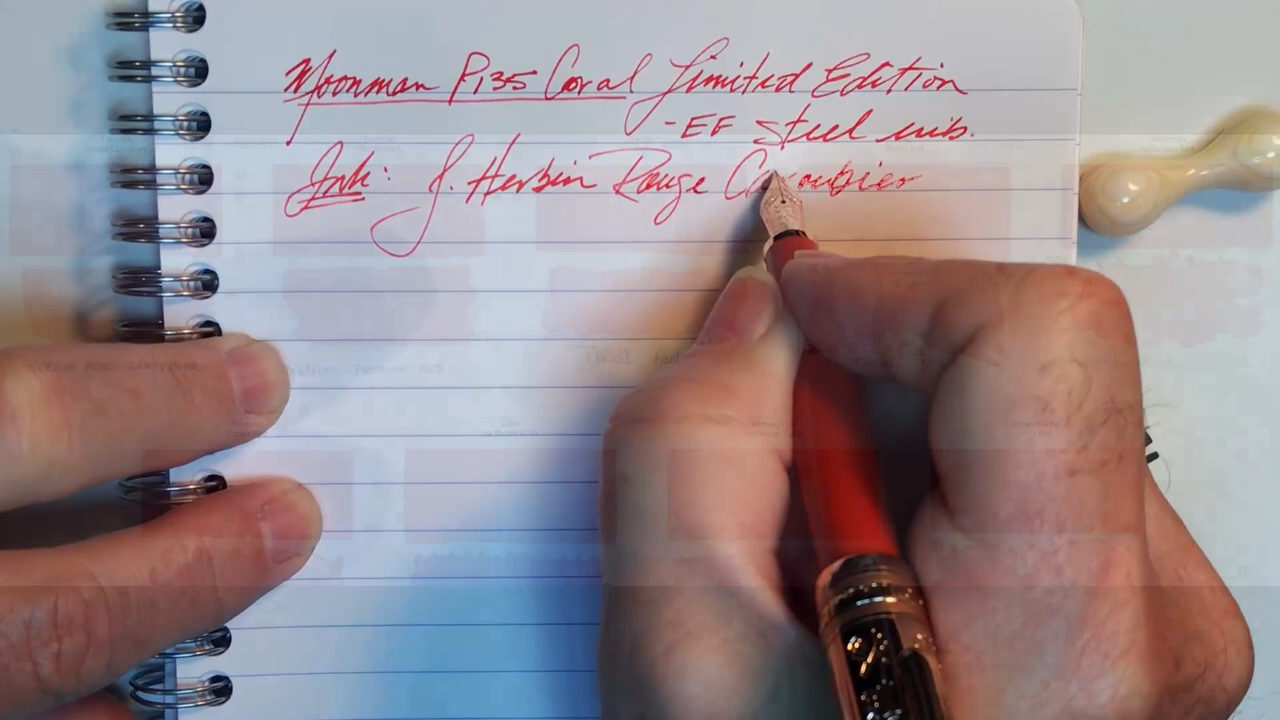 Moonman P135 Coral Limited Edition
- EF steel nib.
Ink: J. Herbin Rouge Caroubier